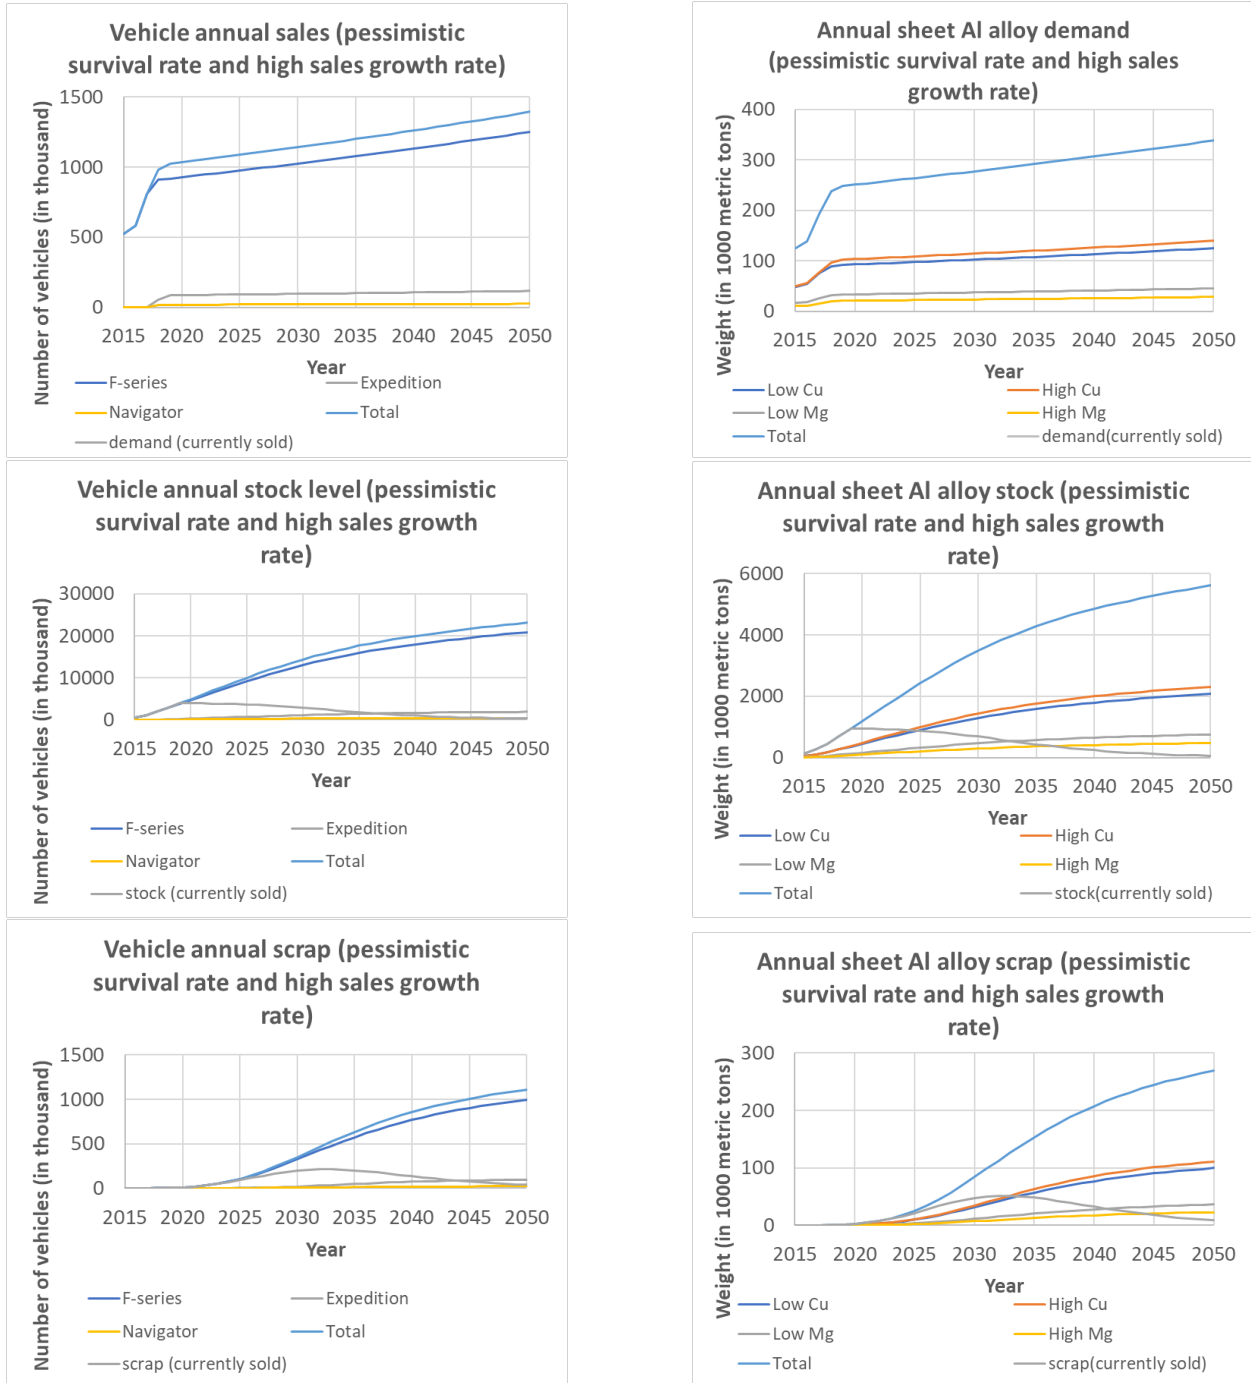 Vehicle annual sales (pessimistic
survival rate and high sales growth rate)
Number of vehicles (in thousand)
1500
1000
500
0
2015 2020 2025 2030 2035 2040 2045 2050
Year
F-series Expedition
Navigator Total
demand (currently sold)
Annual sheet Al alloy demand
(pessimistic survival rate and high sales
growth rate)
Weight (in 1000 metric tons)
400
300
200
100
0
2015 2020 2025 2030 2035 2040 2045 2050
Year
Low Cu High Cu
Low Mg High Mg
Total demand(currently sold)
Vehicle annual stock level (pessimistic
survival rate and high sales growth
rate)
Number of vehicles (in thousand)
30000
20000
10000
0
2015 2020 2025 2030 2035 2040 2045 2050
Year
F-series Expedition
Navigator Total
stock (currently sold)
Annual sheet Al alloy stock (pessimistic
survival rate and high sales growth
rate)
Weight (in 1000 metric tons)
6000
4000
2000
0
2015 2020 2025 2030 2035 2040 2045 2050
Year
Low Cu High Cu
Low Mg High Mg
Total stock(currently sold)
Vehicle annual scrap (pessimistic
survival rate and high sales growth
rate)
Number of vehicles (in thousand)
1500
1000
500
0
2015 2020 2025 2030 2035 2040 2045 2050
Year
F-series Expedition
Navigator Total
scrap (currently sold)
Annual sheet Al alloy scrap (pessimistic
survival rate and high sales growth
rate)
Weight (in 1000 metric tons)
300
200
100
0
2015 2020 2025 2030 2035 2040 2045 2050
Year
Low Cu High Cu
Low Mg High Mg
Total scrap(currently sold)